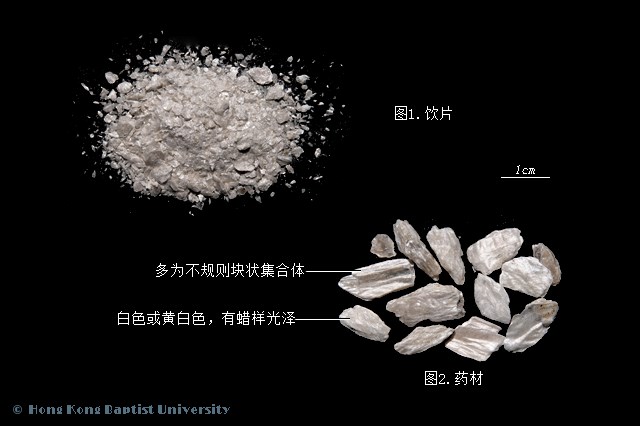 图1.饮片
1cm
多为不规则块状集合体
白色或黄白色，有蜡样光泽
图2.药材
© Hong Kong Baptist University